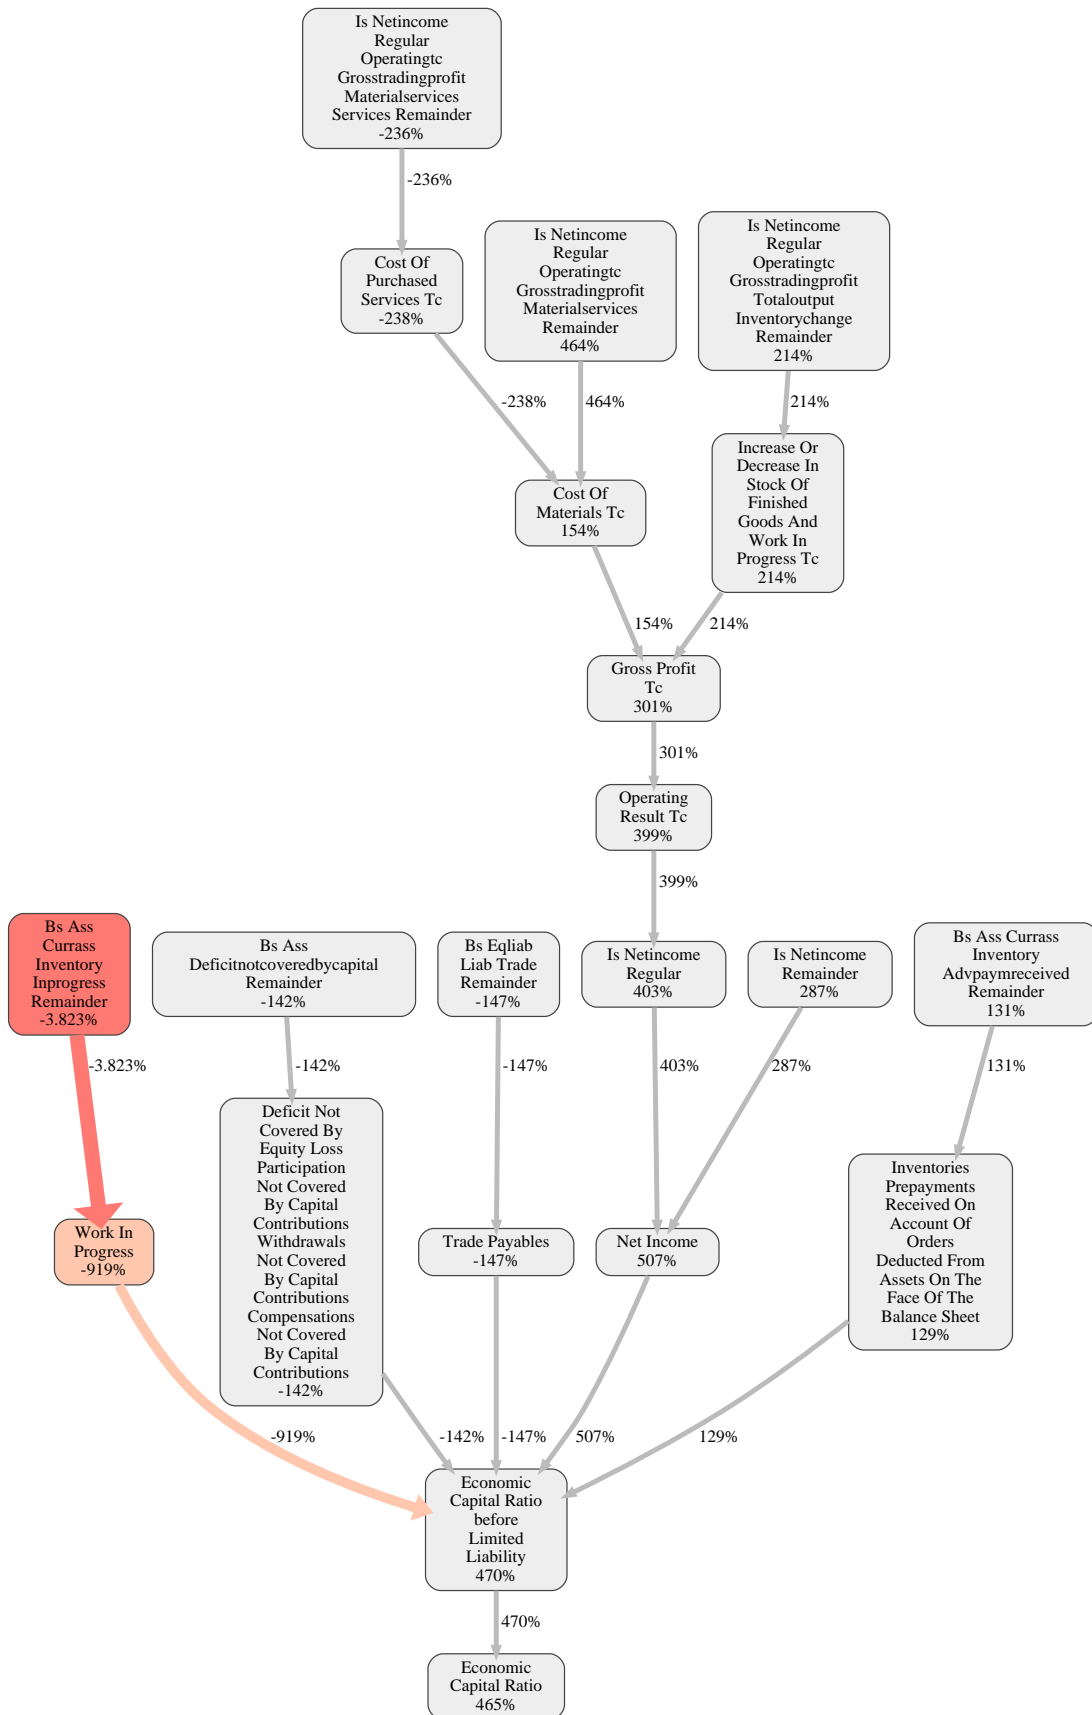 Is Netincome
Regular
Operatingtc
Grosstradingprofit
Materialservices
Services Remainder
-236%
-236%
Cost Of
Purchased
Services Tc
-238%
Is Netincome
Regular
Operatingtc
Grosstradingprofit
Materialservices
Remainder
464%
Is Netincome
Regular
Operatingtc
Grosstradingprofit
Totaloutput
Inventorychange
Remainder
214%
-238%
464%
214%
Cost Of
Materials Tc
154%
Increase Or
Decrease In
Stock Of
Finished
Goods And
Work In
Progress Tc
214%
154%
214%
Gross Profit
Tc
301%
301%
Operating
Result Tc
399%
399%
Bs Ass
Currass
Inventory
Inprogress
Remainder
-3.823%
Bs Ass
Deficitnotcoveredbycapital
Remainder
-142%
Bs Eqliab
Liab Trade
Remainder
-147%
Is Netincome
Regular
403%
Is Netincome
Remainder
287%
Bs Ass Currass
Inventory
Advpaymreceived
Remainder
131%
-3.823%
-142%
-147%
403%
287%
131%
Work In
Progress
-919%
Deficit Not
Covered By
Equity Loss
Participation
Not Covered
By Capital
Contributions
Withdrawals
Not Covered
By Capital
Contributions
Compensations
Not Covered
By Capital
Contributions
-142%
Trade Payables
-147%
Net Income
507%
Inventories
Prepayments
Received On
Account Of
Orders
Deducted From
Assets On The
Face Of The
Balance Sheet
129%
-919%
-142%
-147%
507%
129%
Economic
Capital Ratio
before
Limited
Liability
470%
470%
Economic
Capital Ratio
465%